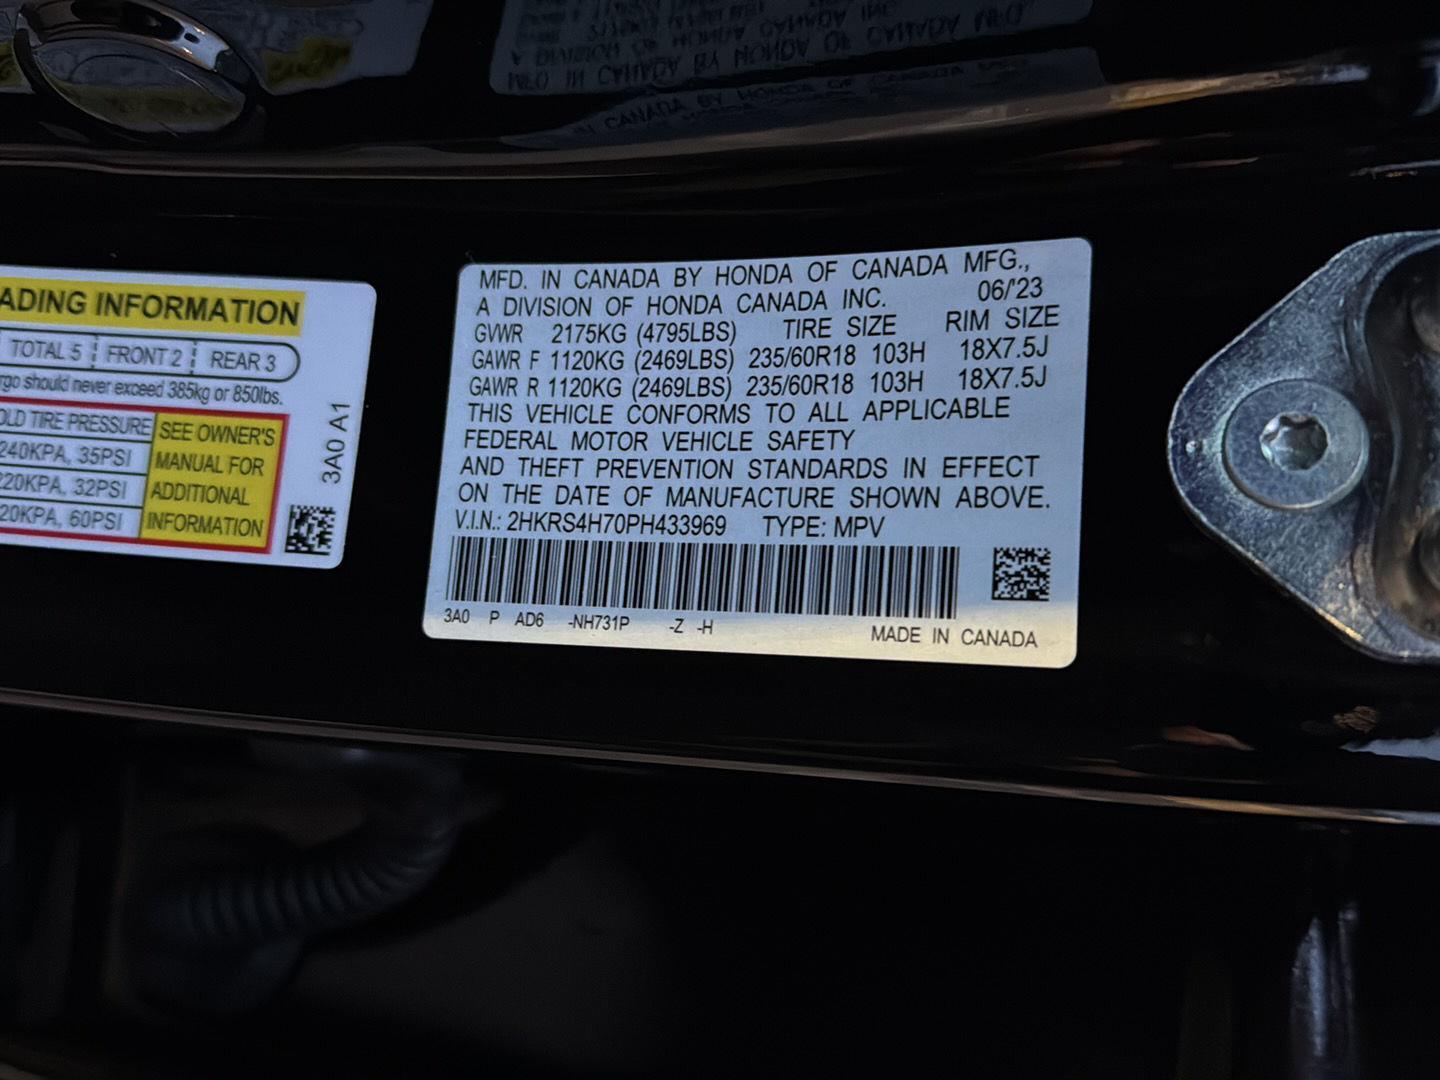 ADING INFORMATION
TOTAL 5 FRONT 2 REAR 3
rgo should never exceed 385kg or 850lbs.
OLD TIRE PRESSURE
240KPA, 35PSI
220KPA, 32PSI
20KPA, 60PSI
SEE OWNER'S
MANUAL FOR
ADDITIONAL
INFORMATION
3A0 A1
MFD. IN CANADA BY HONDA OF CANADA MFG.,
A DIVISION OF HONDA CANADA INC. 06/'23
GVWR 2175KG (4795LBS) TIRE SIZE RIM SIZE
GAWR F 1120KG (2469LBS) 235/60R18 103H 18X7.5J
GAWR R 1120KG (2469LBS) 235/60R18 103H 18X7.5J
THIS VEHICLE CONFORMS TO ALL APPLICABLE
FEDERAL MOTOR VEHICLE SAFETY
AND THEFT PREVENTION STANDARDS IN EFFECT
ON THE DATE OF MANUFACTURE SHOWN ABOVE.
V.I.N.: 2HKRS4H70PH433969 TYPE: MPV
3A0 P AD6 -NH731P -Z -H
MADE IN CANADA